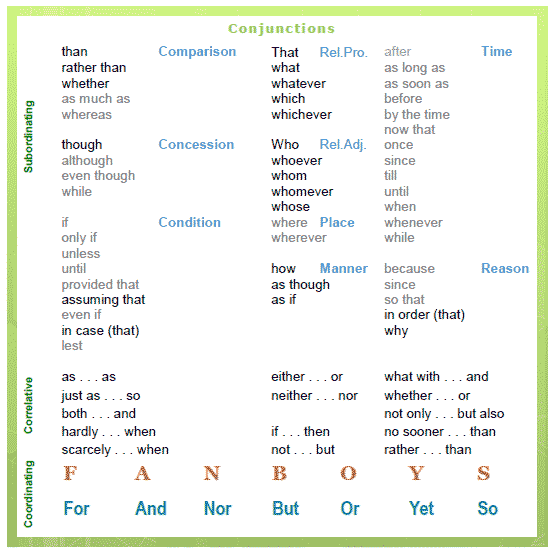 Conjunctions
Subordinating
than Comparison
rather than
whether
as much as
whereas
though Concession
although
even though
while
if Condition
only if
unless
until
provided that
assuming that
even if
in case (that)
lest
That Rel.Pro.
what
whatever
which
whichever
Who Rel.Adj.
whoever
whom
whomever
whose
where Place
wherever
how Manner
as though
as if
after Time
as long as
as soon as
before
by the time
now that
once
since
till
until
when
whenever
while
because Reason
since
so that
in order (that)
why
Correlative
as . . . as either . . . or what with . . . and
just as . . . so neither . . . nor whether . . . or
both . . . and not only . . . but also
hardly . . . when if . . . then no sooner . . . than
scarcely . . . when not . . . but rather . . . than
Coordinating
F A N B O Y S
For And Nor But Or Yet So